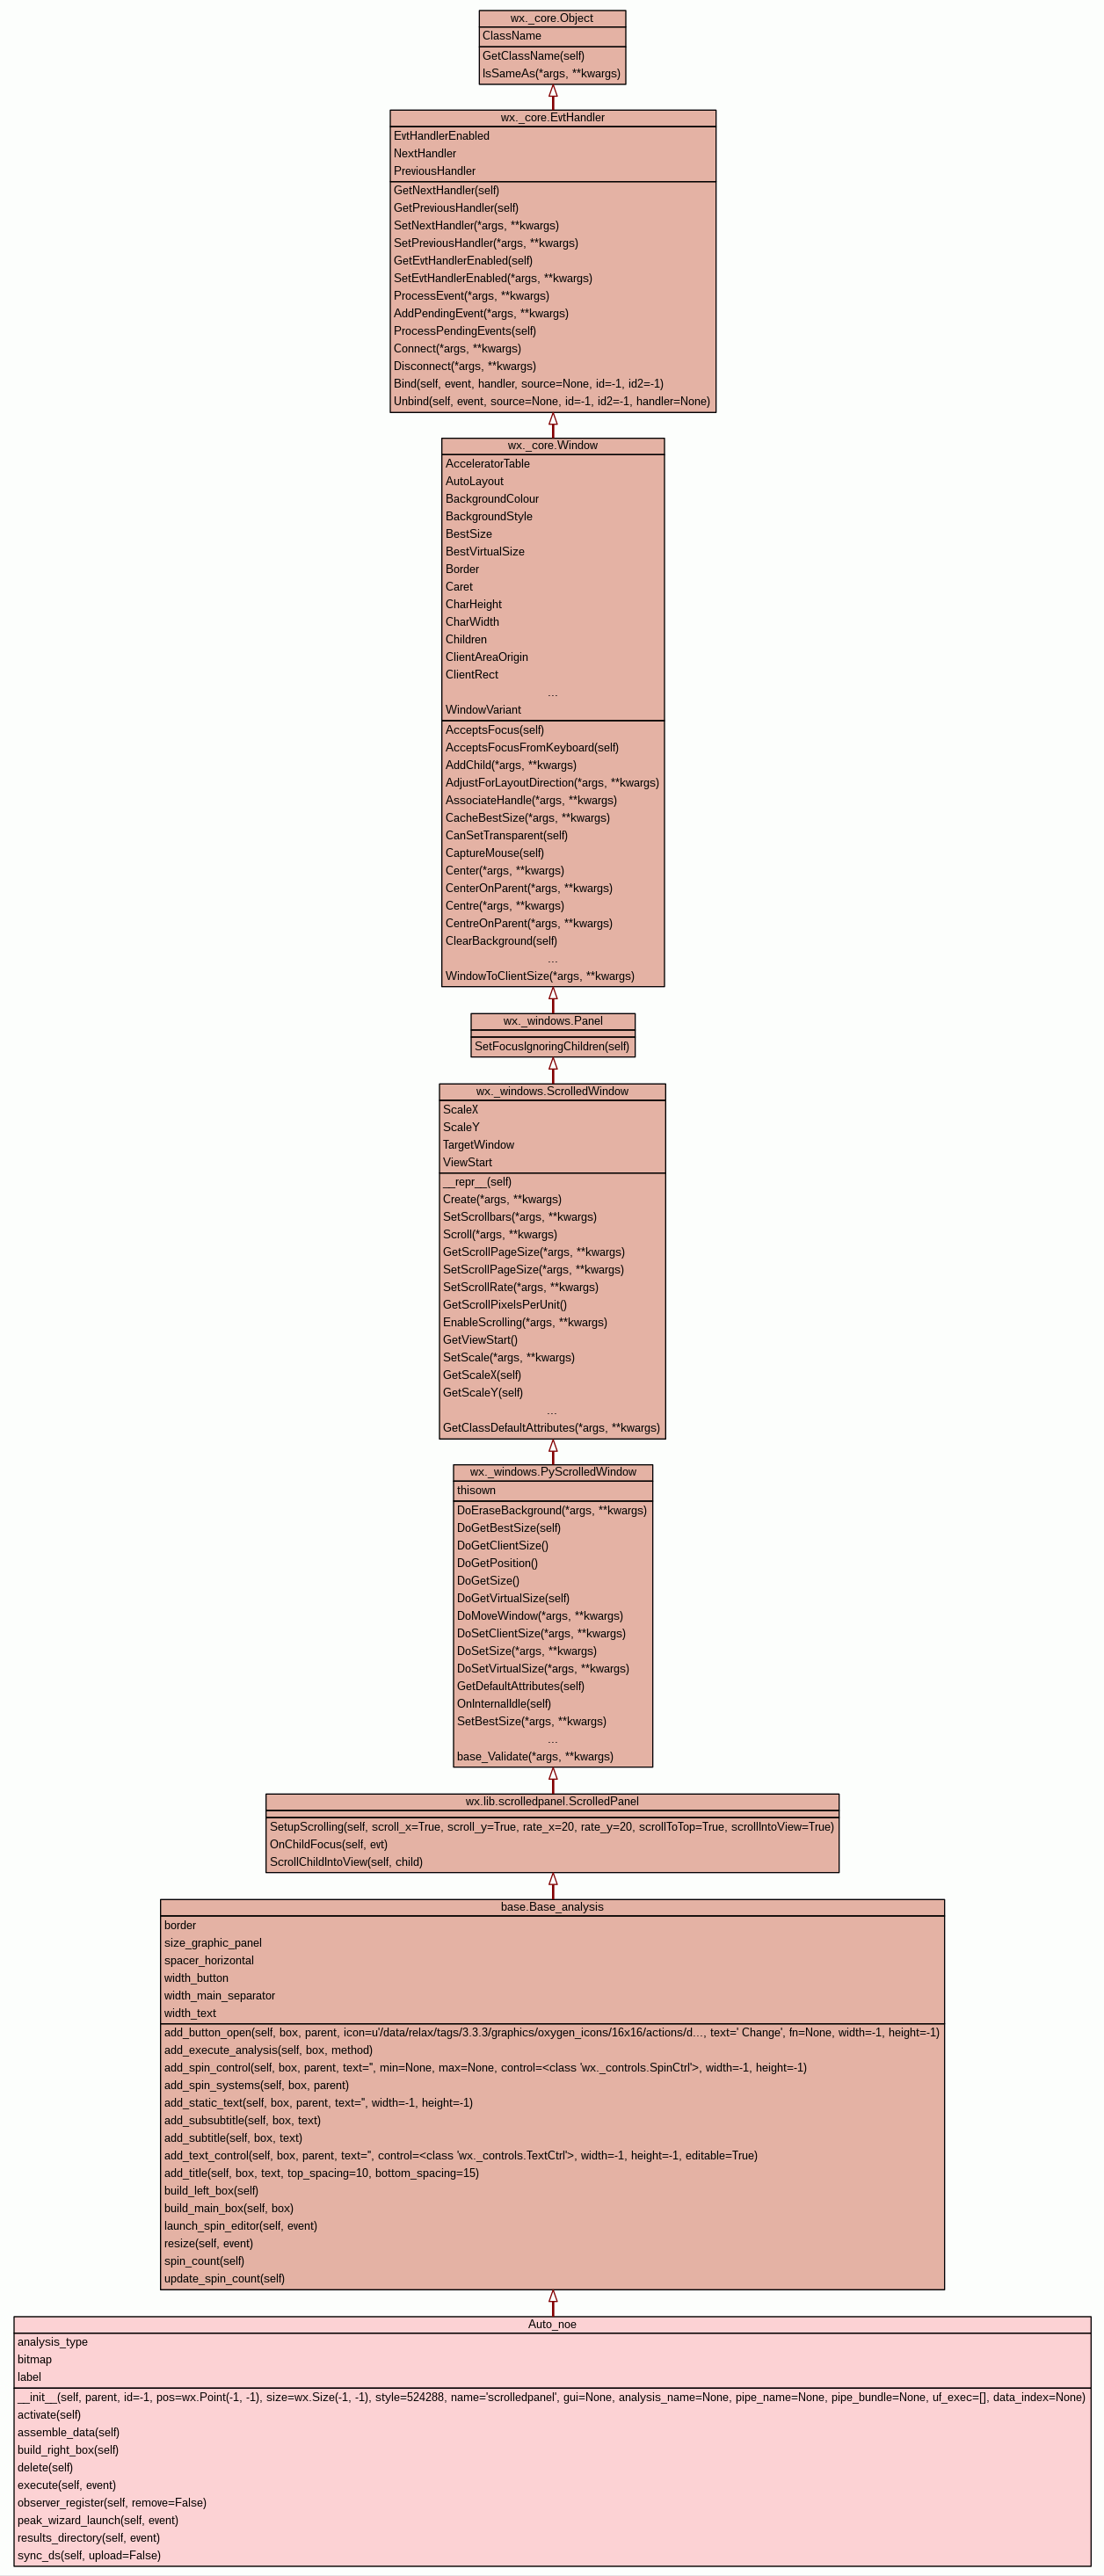 wx._core.Object
ClassName
GetClassName(self)
IsSameAs(*args, **kwargs)
wx._core.EvtHandler
EvtHandlerEnabled
NextHandler
PreviousHandler
GetNextHandler(self)
GetPreviousHandler(self)
SetNextHandler(*args, **kwargs)
SetPreviousHandler(*args, **kwargs)
GetEvtHandlerEnabled(self)
SetEvtHandlerEnabled(*args, **kwargs)
ProcessEvent(*args, **kwargs)
AddPendingEvent(*args, **kwargs)
ProcessPendingEvents(self)
Connect(*args, **kwargs)
Disconnect(*args, **kwargs)
Bind(self, event, handler, source=None, id=-1, id2=-1)
Unbind(self, event, source=None, id=-1, id2=-1, handler=None)
wx._core.Window
AcceleratorTable
AutoLayout
BackgroundColour
BackgroundStyle
BestSize
BestVirtualSize
Border
Caret
CharHeight
CharWidth
Children
ClientAreaOrigin
ClientRect
...
WindowVariant
AcceptsFocus(self)
AcceptsFocusFromKeyboard(self)
AddChild(*args, **kwargs)
AdjustForLayoutDirection(*args, **kwargs)
AssociateHandle(*args, **kwargs)
CacheBestSize(*args, **kwargs)
CanSetTransparent(self)
CaptureMouse(self)
Center(*args, **kwargs)
CenterOnParent(*args, **kwargs)
Centre(*args, **kwargs)
CentreOnParent(*args, **kwargs)
ClearBackground(self)
...
WindowToClientSize(*args, **kwargs)
wx._windows.Panel
SetFocusIgnoringChildren(self)
wx._windows.ScrolledWindow
ScaleX
ScaleY
TargetWindow
ViewStart
__repr__(self)
Create(*args, **kwargs)
SetScrollbars(*args, **kwargs)
Scroll(*args, **kwargs)
GetScrollPageSize(*args, **kwargs)
SetScrollPageSize(*args, **kwargs)
SetScrollRate(*args, **kwargs)
GetScrollPixelsPerUnit()
EnableScrolling(*args, **kwargs)
GetViewStart()
SetScale(*args, **kwargs)
GetScaleX(self)
GetScaleY(self)
...
GetClassDefaultAttributes(*args, **kwargs)
wx._windows.PyScrolledWindow
thisown
DoEraseBackground(*args, **kwargs)
DoGetBestSize(self)
DoGetClientSize()
DoGetPosition()
DoGetSize()
DoGetVirtualSize(self)
DoMoveWindow(*args, **kwargs)
DoSetClientSize(*args, **kwargs)
DoSetSize(*args, **kwargs)
DoSetVirtualSize(*args, **kwargs)
GetDefaultAttributes(self)
OnInternalIdle(self)
SetBestSize(*args, **kwargs)
...
base_Validate(*args, **kwargs)
wx.lib.scrolledpanel.ScrolledPanel
SetupScrolling(self, scroll_x=True, scroll_y=True, rate_x=20, rate_y=20, scrollToTop=True, scrollIntoView=True)
OnChildFocus(self, evt)
ScrollChildIntoView(self, child)
base.Base_analysis
border
size_graphic_panel
spacer_horizontal
width_button
width_main_separator
width_text
add_button_open(self, box, parent, icon=u'/data/relax/tags/3.3.3/graphics/oxygen_icons/16x16/actions/d..., text=' Change', fn=None, width=-1, height=-1)
add_execute_analysis(self, box, method)
add_spin_control(self, box, parent, text='', min=None, max=None, control=<class 'wx._controls.SpinCtrl'>, width=-1, height=-1)
add_spin_systems(self, box, parent)
add_static_text(self, box, parent, text='', width=-1, height=-1)
add_subsubtitle(self, box, text)
add_subtitle(self, box, text)
add_text_control(self, box, parent, text='', control=<class 'wx._controls.TextCtrl'>, width=-1, height=-1, editable=True)
add_title(self, box, text, top_spacing=10, bottom_spacing=15)
build_left_box(self)
build_main_box(self, box)
launch_spin_editor(self, event)
resize(self, event)
spin_count(self)
update_spin_count(self)
Auto_noe
analysis_type
bitmap
label
__init__(self, parent, id=-1, pos=wx.Point(-1, -1), size=wx.Size(-1, -1), style=524288, name='scrolledpanel', gui=None, analysis_name=None, pipe_name=None, pipe_bundle=None, uf_exec=[], data_index=None)
activate(self)
assemble_data(self)
build_right_box(self)
delete(self)
execute(self, event)
observer_register(self, remove=False)
peak_wizard_launch(self, event)
results_directory(self, event)
sync_ds(self, upload=False)